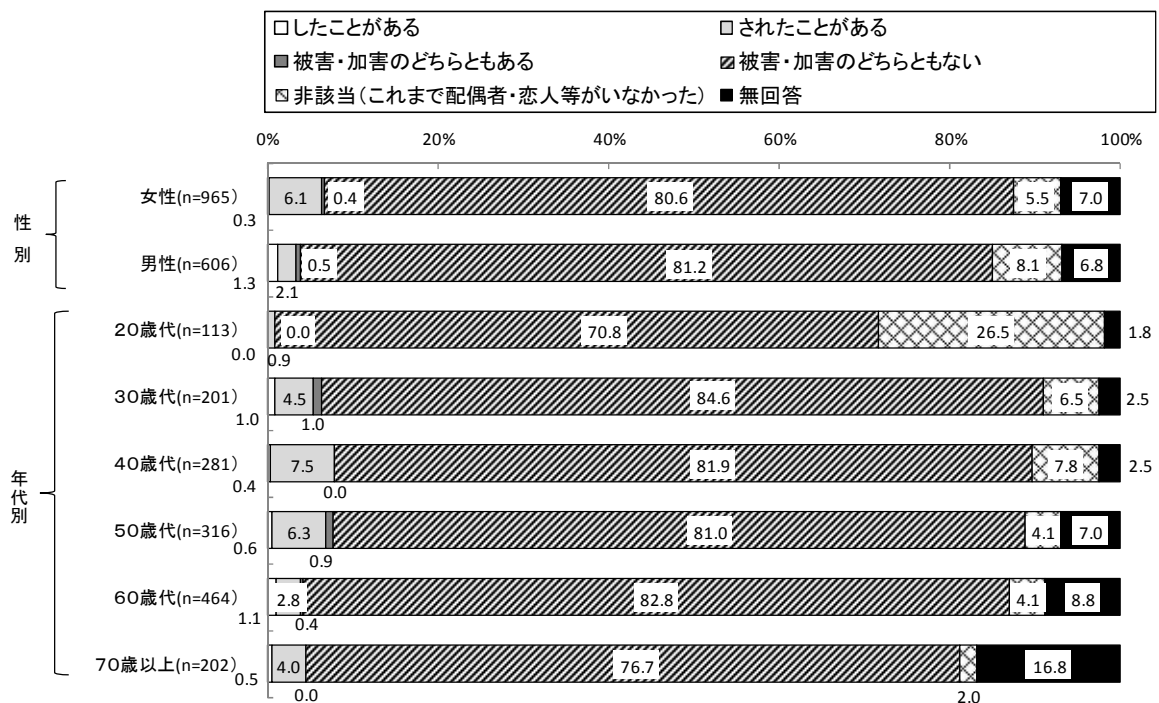 □したことがある □されたことがある
■被害・加害のどちらともある 被害・加害のどちらともない
非該当(これまで配偶者・恋人等がいなかった) ■無回答
0% 20% 40% 60% 80% 100%
性別
女性(n=965) 0.3 6.1 0.4 80.6 5.5 7.0
男性(n=606) 1.3 2.1 0.5 81.2 8.1 6.8
年代別
20歳代(n=113) 0.0 0.9 0.0 70.8 26.5 1.8
30歳代(n=201) 1.0 4.5 1.0 84.6 6.5 2.5
40歳代(n=281) 0.4 7.5 0.0 81.9 7.8 2.5
50歳代(n=316) 0.6 6.3 0.9 81.0 4.1 7.0
60歳代(n=464) 1.1 2.8 0.4 82.8 4.1 8.8
70歳以上(n=202) 0.5 4.0 0.0 76.7 2.0 16.8